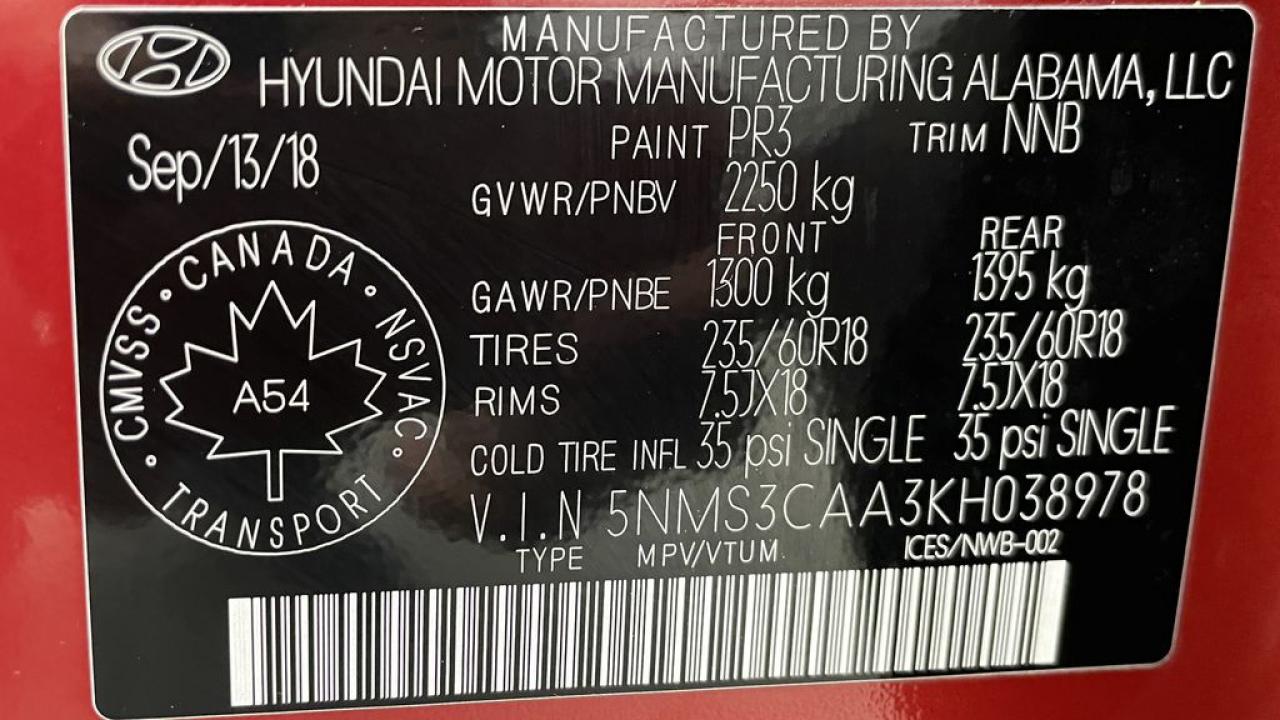 MANUFACTURED BY
HYUNDAI MOTOR MANUFACTURING ALABAMA, LLC
Sep/13/18
PAINT PR3 TRIM NNB
GVWR/PNBV 2250 kg
FRONT REAR
GAWR/PNBE 1300 kg 1395 kg
TIRES 235/60R18 235/60R18
RIMS 7.5JX18 7.5JX18
COLD TIRE INFL 35 psi SINGLE 35 psi SINGLE
V.I.N 5NMS3CAA3KH038978
TYPE MPV/VTUM ICES/NWB-002
CMVSS • CANADA • NSVAC • TRANSPORT •
A54